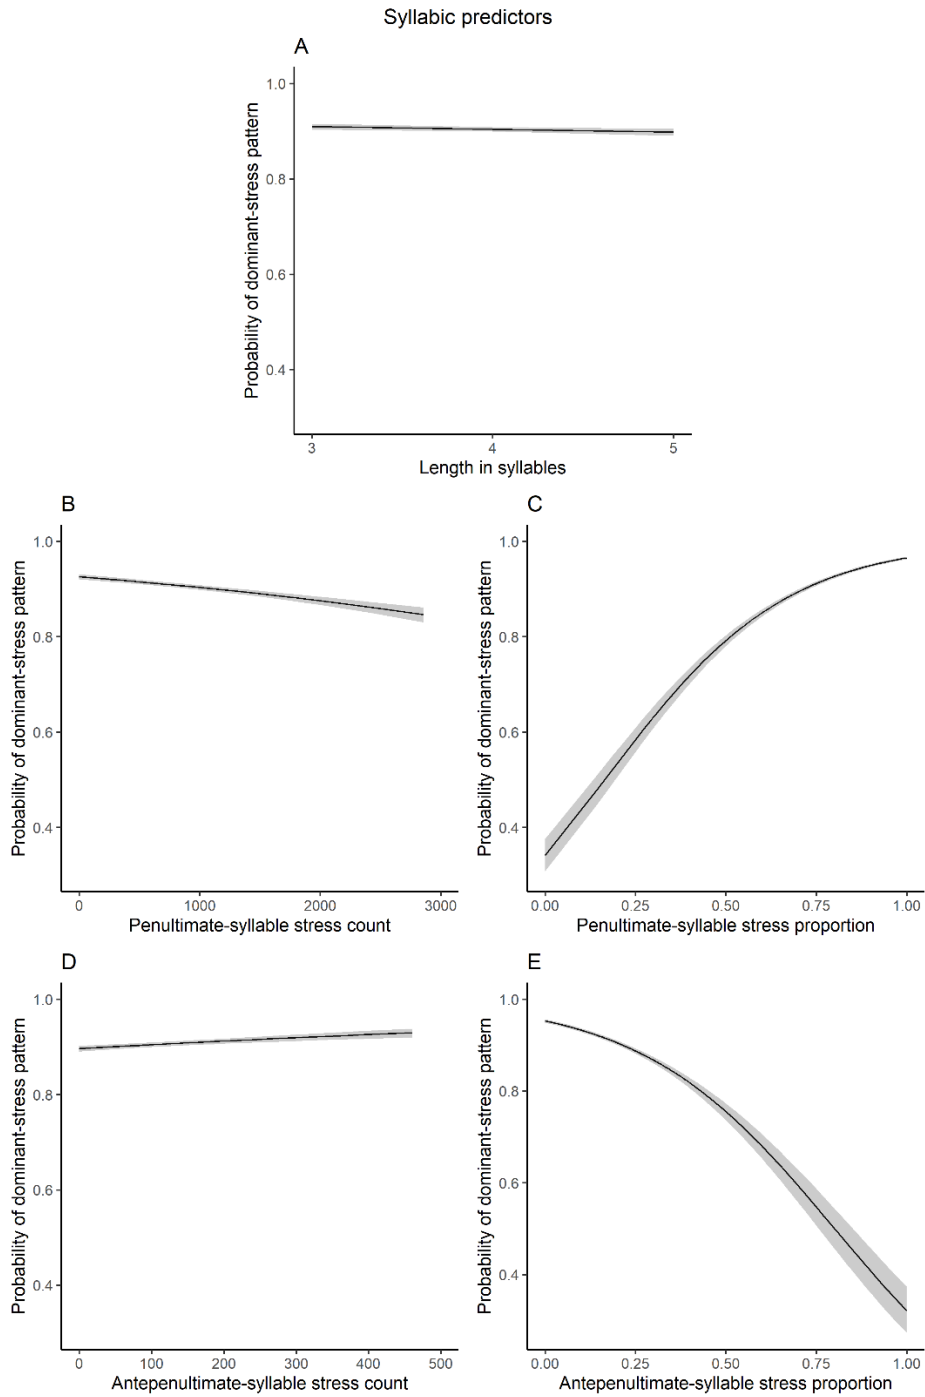 Syllabic predictors
A
Probability of dominant-stress pattern
1.0
0.8
0.6
0.4
3
4
5
Length in syllables
B
Probability of dominant-stress pattern
1.0
0.8
0.6
0.4
0
1000
2000
3000
Penultimate-syllable stress count
C
Probability of dominant-stress pattern
1.0
0.8
0.6
0.4
0.00
0.25
0.50
0.75
1.00
Penultimate-syllable stress proportion
D
Probability of dominant-stress pattern
1.0
0.8
0.6
0.4
0
100
200
300
400
500
Antepenultimate-syllable stress count
E
Probability of dominant-stress pattern
1.0
0.8
0.6
0.4
0.00
0.25
0.50
0.75
1.00
Antepenultimate-syllable stress proportion